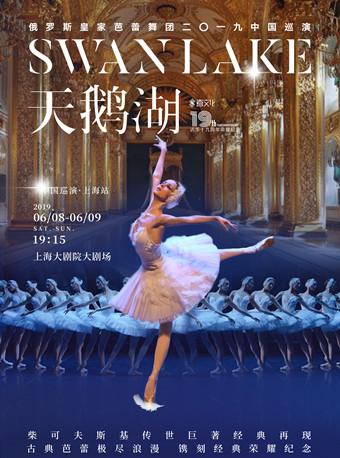 俄罗斯皇家芭蕾舞团二〇一九中国巡演
SWAN LAKE
天鹅湖
19th
中国巡演·上海站
2019.
06/08-06/09
SAT.-SUN.
19:15
上海大剧院大剧场
柴可夫斯基传世巨著经典再现
古典芭蕾极尽浪漫 镌刻经典荣耀纪念